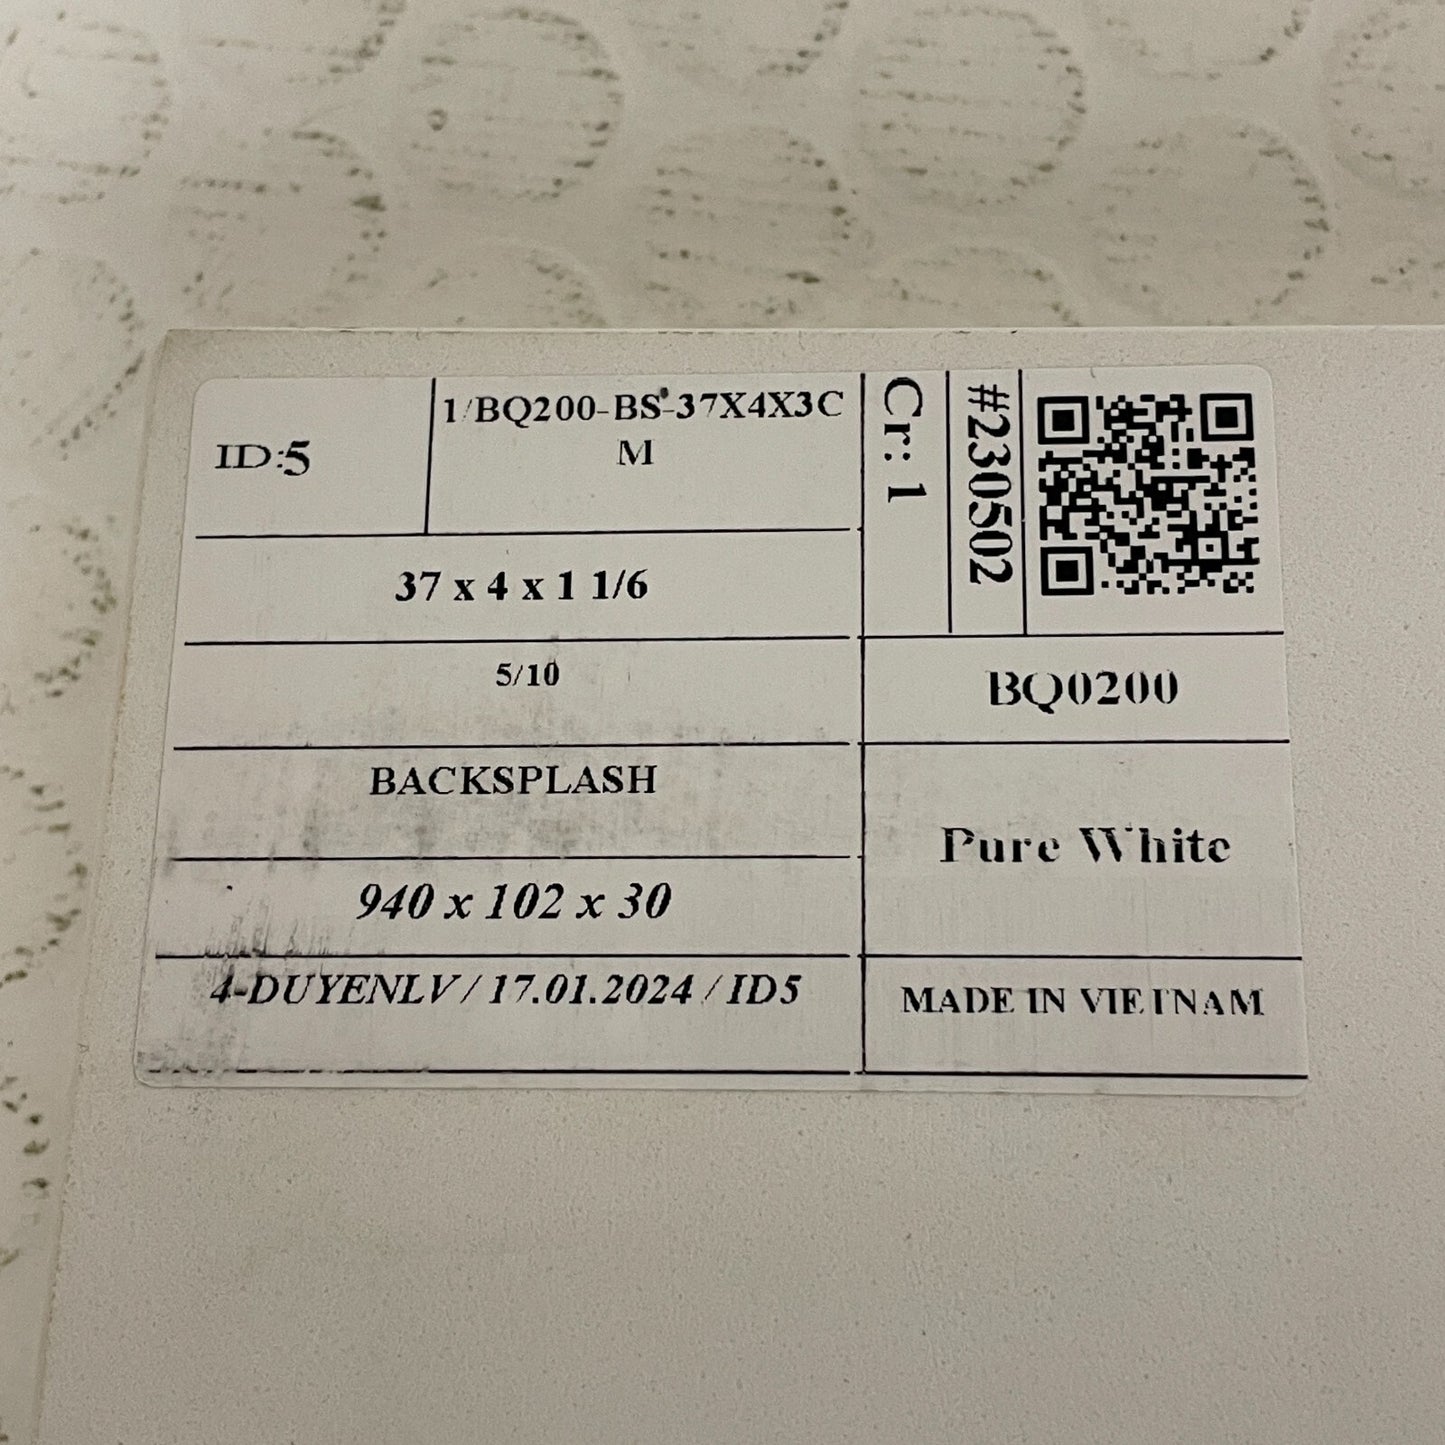 ID:5
1/BQ200-BS-37X4X3C
M
37 x 4 x 1 1/6
5/10
BACKSPLASH
940 x 102 x 30
4-DUYENLV / 17.01.2024 / ID5
Cr: 1
#230502
BQ0200
Pure White
MADE IN VIETNAM